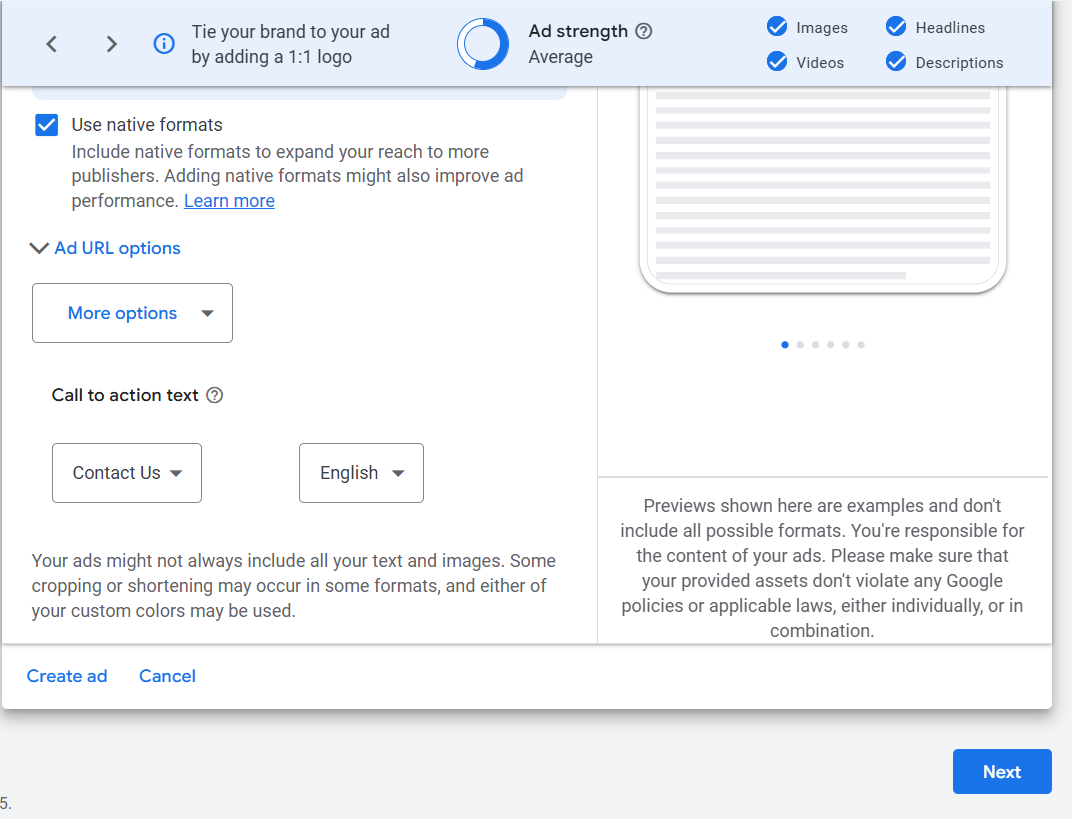 Tie your brand to your ad
by adding a 1:1 logo
Ad strength
Average
Images
Headlines
Videos
Descriptions
Use native formats
Include native formats to expand your reach to more
publishers. Adding native formats might also improve ad
performance. Learn more
Ad URL options
More options
Call to action text
Contact Us
English
Your ads might not always include all your text and images. Some
cropping or shortening may occur in some formats, and either of
your custom colors may be used.
Previews shown here are examples and don't
include all possible formats. You're responsible for
the content of your ads. Please make sure that
your provided assets don't violate any Google
policies or applicable laws, either individually, or in
combination.
Create ad
Cancel
Next
5.